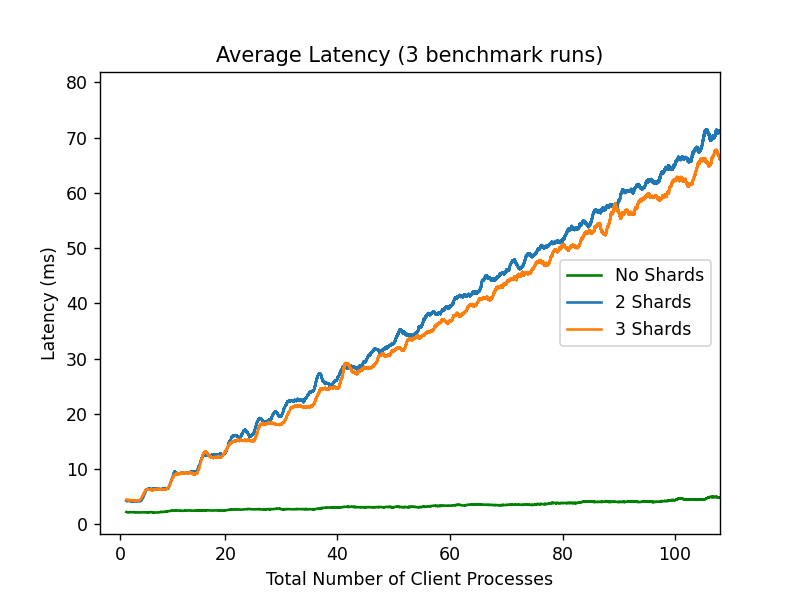 Average Latency (3 benchmark runs)
80
70
60
50
40
30
20
10
0
Latency (ms)
No Shards
2 Shards
3 Shards
0 20 40 60 80 100
Total Number of Client Processes